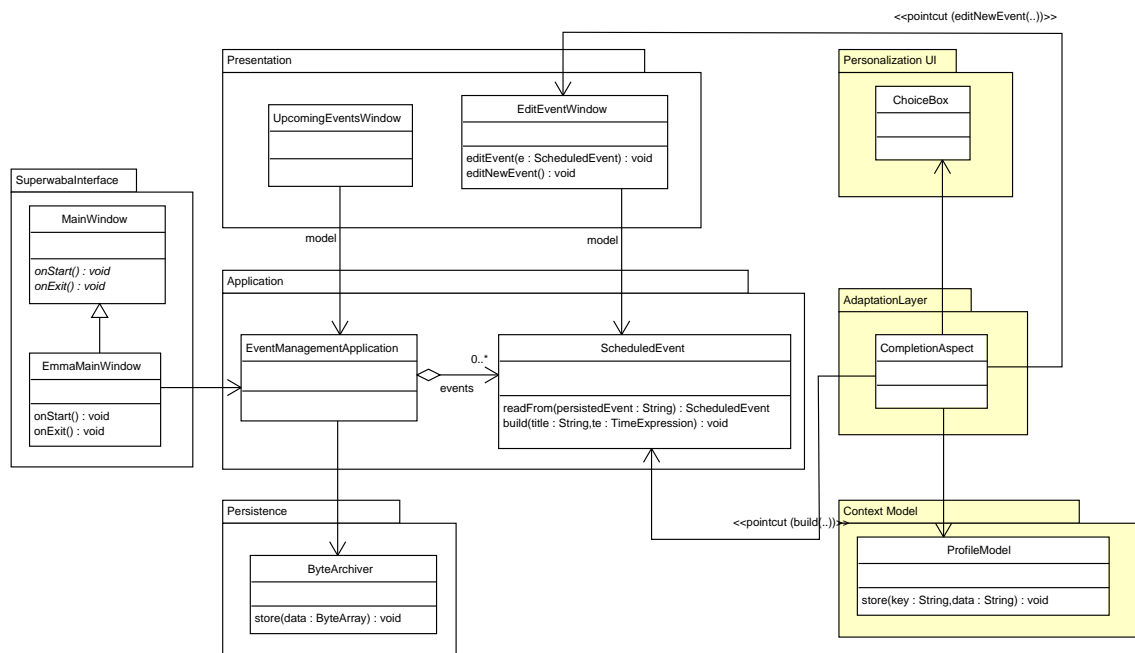 <<pointcut (editNewEvent(..))>>
Presentation
Personalization UI
UpcomingEventsWindow
EditEventWindow
editEvent(e : ScheduledEvent) : void
editNewEvent() : void
ChoiceBox
SuperwabaInterface
MainWindow
onStart() : void
onExit() : void
model
model
Application
AdaptationLayer
EventManagementApplication
0..*
events
ScheduledEvent
readFrom(persistedEvent : String) : ScheduledEvent
build(title : String,te : TimeExpression) : void
CompletionAspect
EmmaMainWindow
onStart() : void
onExit() : void
Persistence
<<pointcut (build(..))>>
Context Model
ByteArchiver
store(data : ByteArray) : void
ProfileModel
store(key : String,data : String) : void